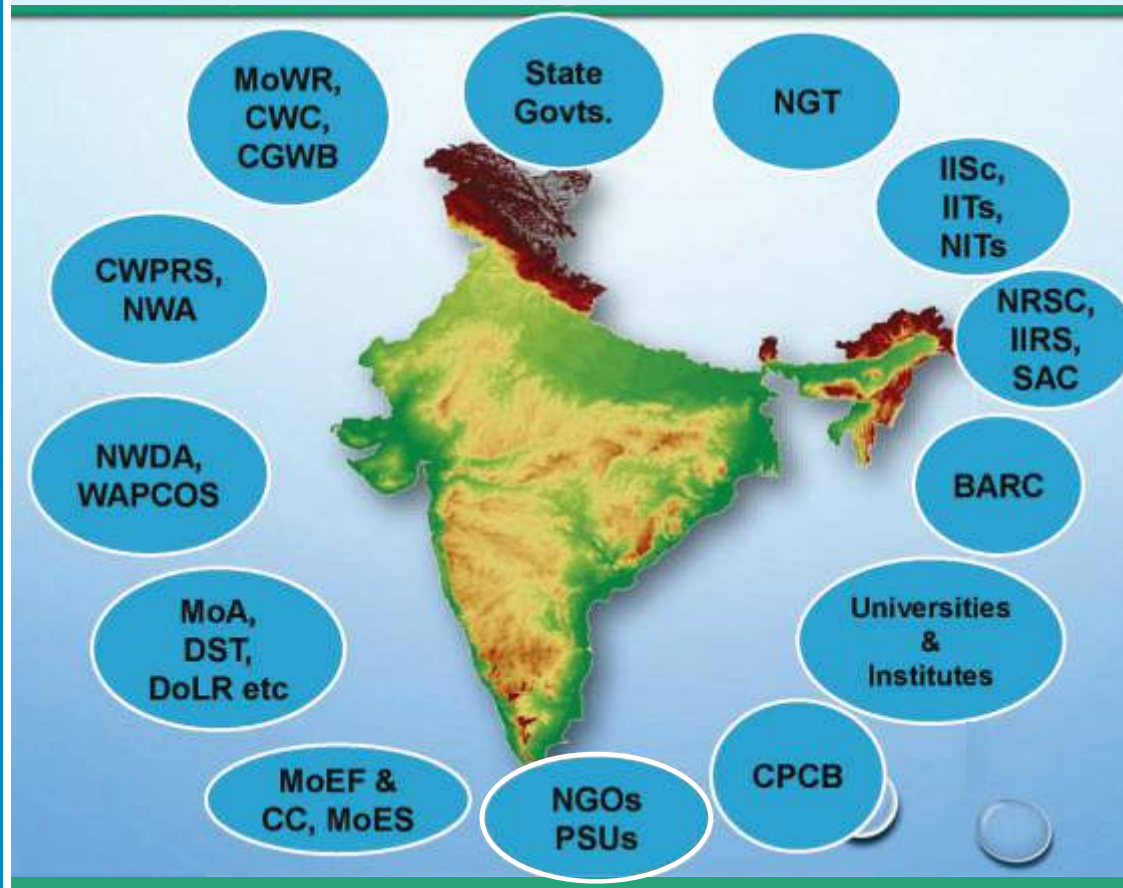 MoWR,
CWC,
CGWB
State
Govts.
NGT
IISc,
IITs,
NITs
CWPRS,
NWA
NRSC,
IIRS,
SAC
NWDA,
WAPCOS
BARC
MoA,
DST,
DoLR etc
Universities
&
Institutes
MoEF &
CC, MoES
NGOs
PSUs
CPCB